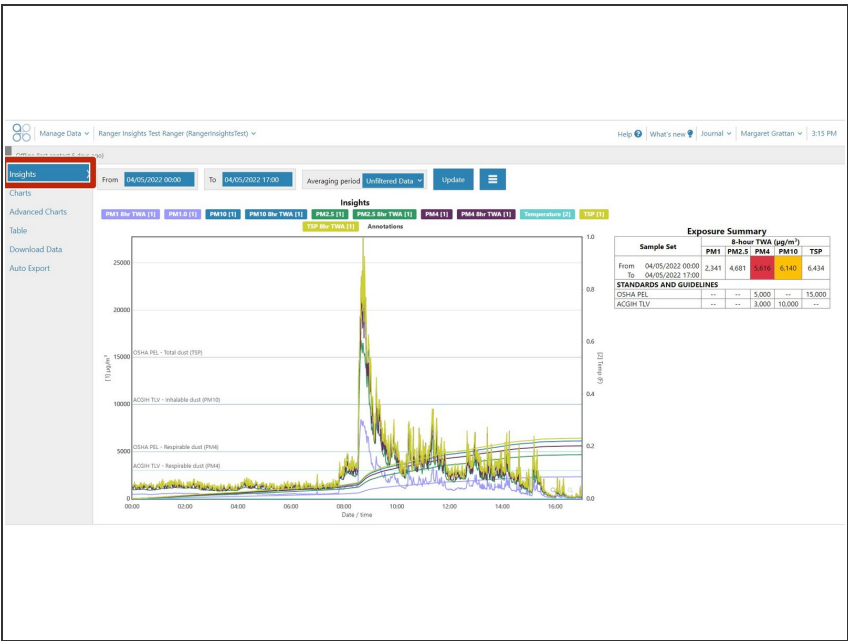 Manage Data Ranger Insights Test Ranger (RangerInsightsTest) Help What's new Journal Margaret Grattan 3:15 PM
Insights
Charts
Advanced Charts
Table
Download Data
Auto Export
From 04/05/2022 00:00 To 04/05/2022 17:00 Averaging period Unfiltered Data Update
Insights
PM1 8hr TWA [1] PM1.0 [1] PM10 [1] PM10 8hr TWA [1] PM2.5 [1] PM2.5 8hr TWA [1] PM4 [1] PM4 8hr TWA [1] Temperature [2] TSP [1]
TSP 8hr TWA [1] Annotations
[1] µg/m³
25000
20000
15000
10000
5000
0
OSHA PEL - Total dust (TSP)
ACGIH TLV - Inhalable dust (PM10)
OSHA PEL - Respirable dust (PM4)
ACGIH TLV - Respirable dust (PM4)
1.0
0.8
0.6
0.4
0.2
0.0
[2] Temp (F)
00:00 02:00 04:00 06:00 08:00 10:00 12:00 14:00 16:00
Date / time
Exposure Summary
Sample Set 8-hour TWA (µg/m³)
PM1 PM2.5 PM4 PM10 TSP
From 04/05/2022 00:00
To 04/05/2022 17:00
2,341 4,681 5,616 6,140 6,434
STANDARDS AND GUIDELINES
OSHA PEL -- -- 5,000 -- 15,000
ACGIH TLV -- -- 3,000 10,000 --